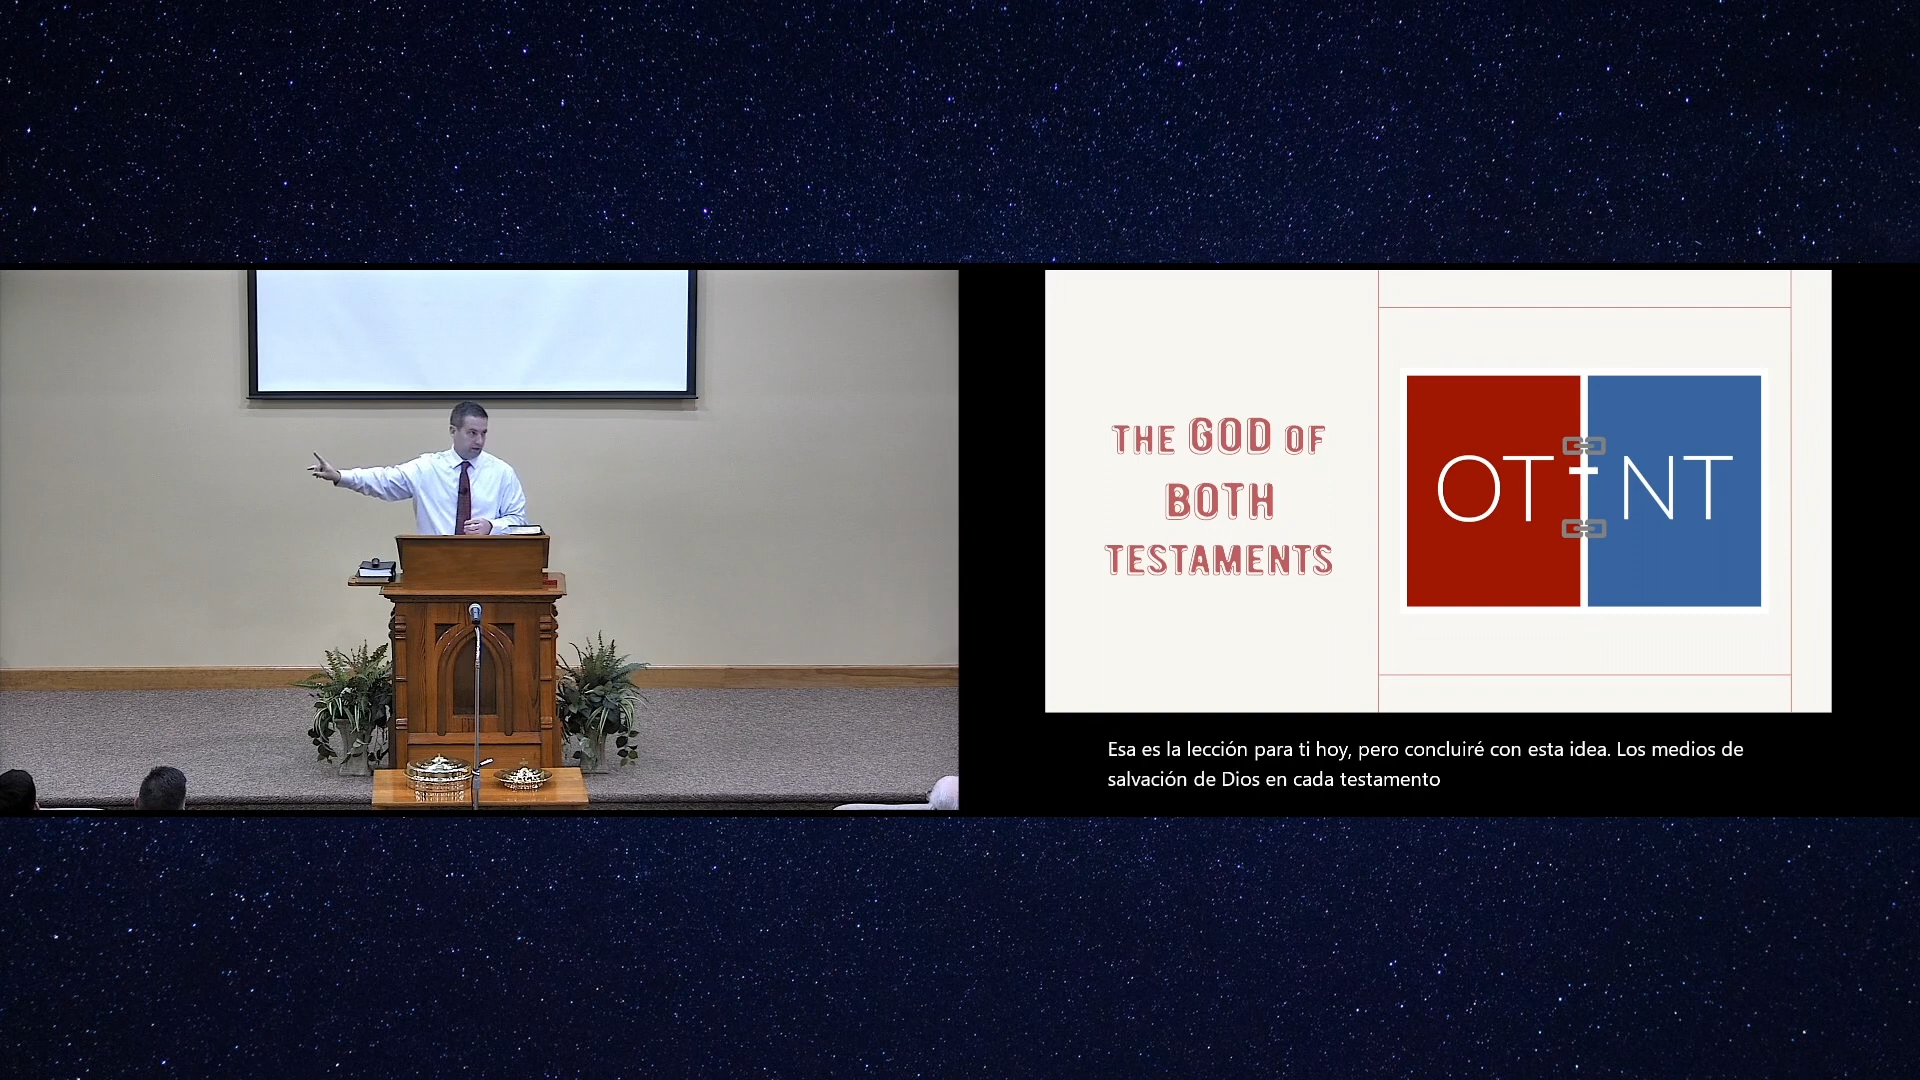 THE GOD OF
BOTH
TESTAMENTS
OT NT
Esa es la lección para ti hoy, pero concluiré con esta idea. Los medios de
salvación de Dios en cada testamento